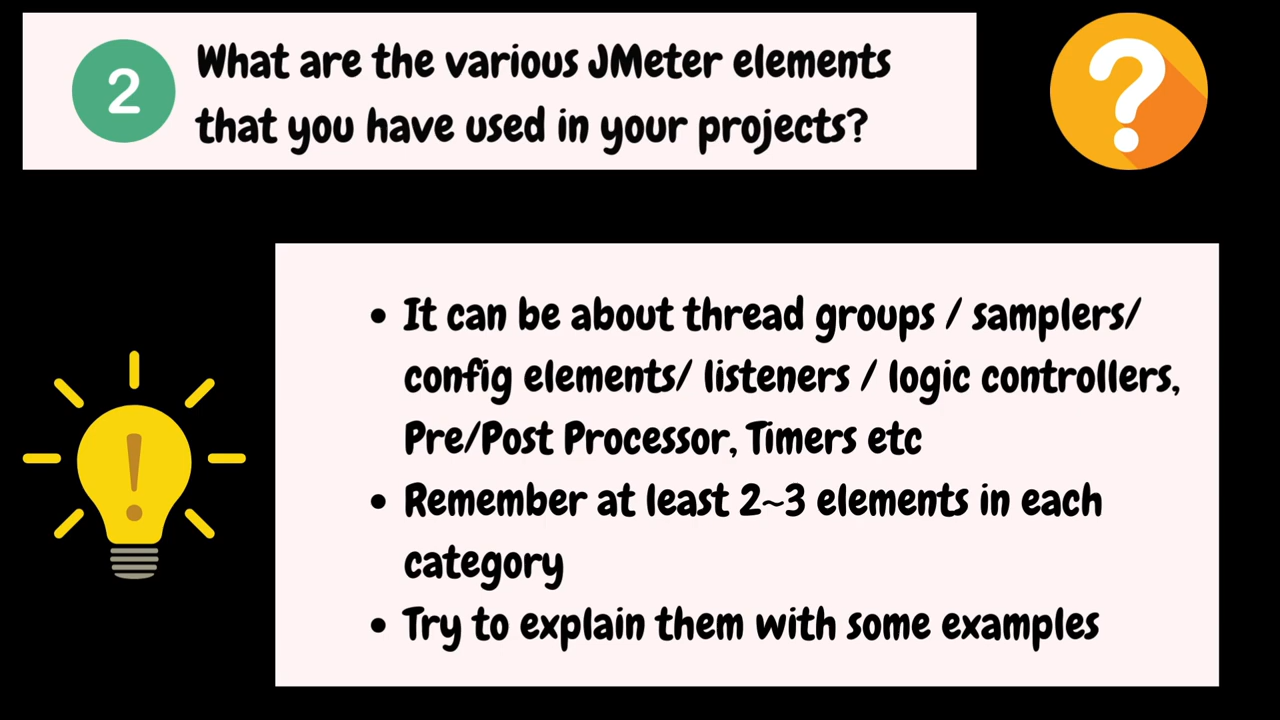 2
What are the various JMeter elements
that you have used in your projects?
?
• It can be about thread groups / samplers/
config elements/ listeners / logic controllers,
Pre/Post Processor, Timers etc
• Remember at least 2~3 elements in each
category
• Try to explain them with some examples
!